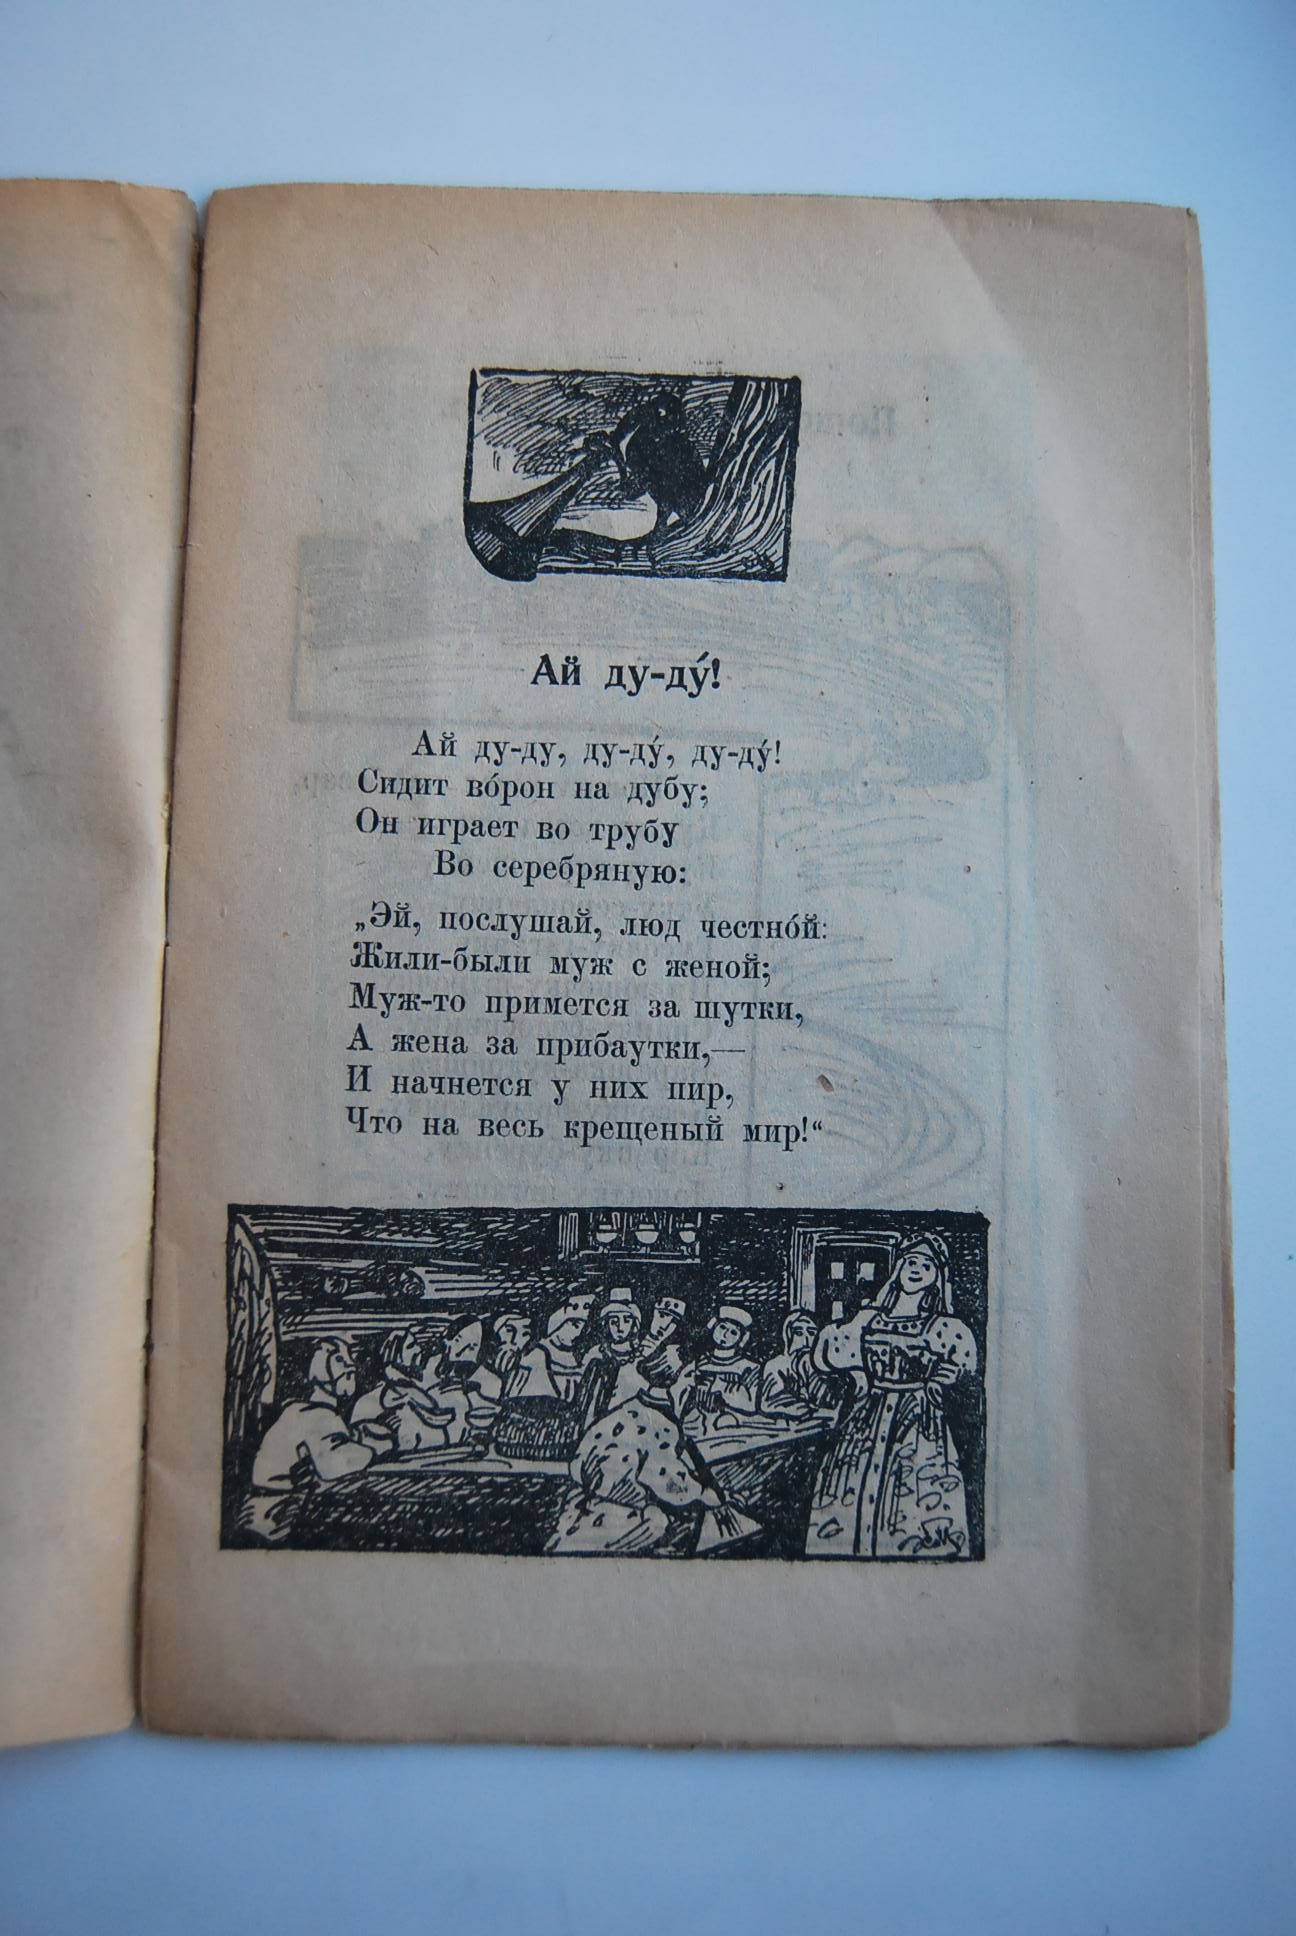 Ай ду-ду́!
Ай ду-ду, ду-ду́, ду-ду́!
Сидит во́рон на дубу;
Он играет во трубу
Во серебряную:
„Эй, послушай, люд честно́й:
Жили-были муж с женой;
Муж-то примется за шутки,
А жена за прибаутки,—
И начнется у них пир,
Что на весь крещеный мир!“